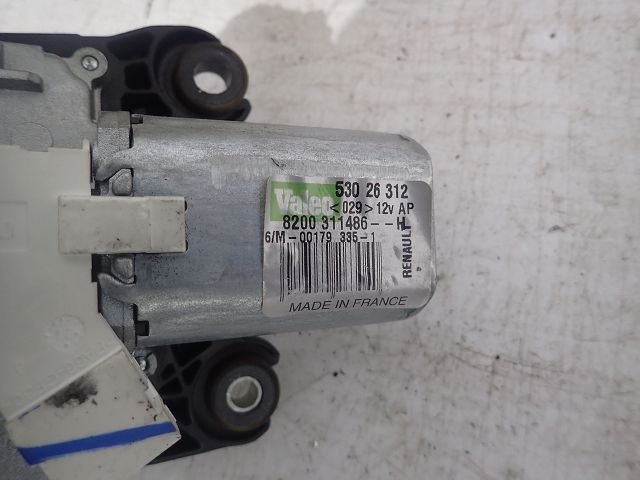 Valeo 530 26 312
<029> 12v AP
8200 311486--H
6/M-00179 335-1
RENAULT
MADE IN FRANCE